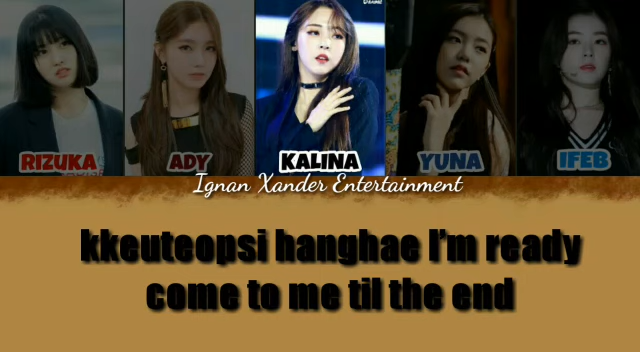 RIZUKA ADY KALINA YUNA IFEB
Ignan Xander Entertainment
kkeuteopsi hanghae I'm ready
come to me til the end